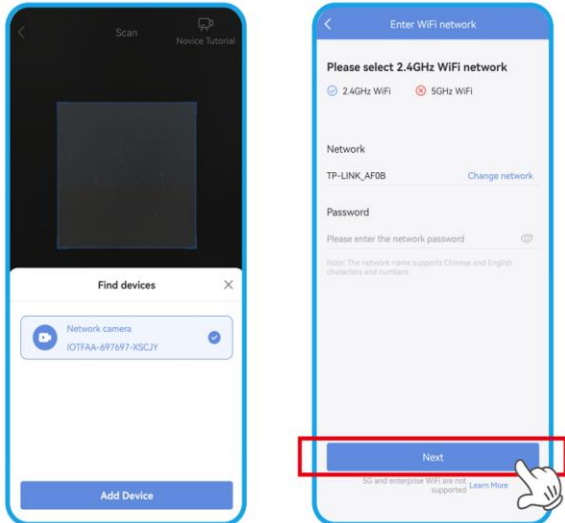 Scan
Novice Tutorial
Find devices
Network camera
IOTFAA-697697-XSCJY
Add Device
Enter WiFi network
Please select 2.4GHz WiFi network
2.4GHz WiFi
5GHz WiFi
Network
TP-LINK_AF0B
Change network
Password
Please enter the network password
Note: The network name supports Chinese and English
characters and numbers
Next
5G and enterprise WiFi are not
supported
Learn More